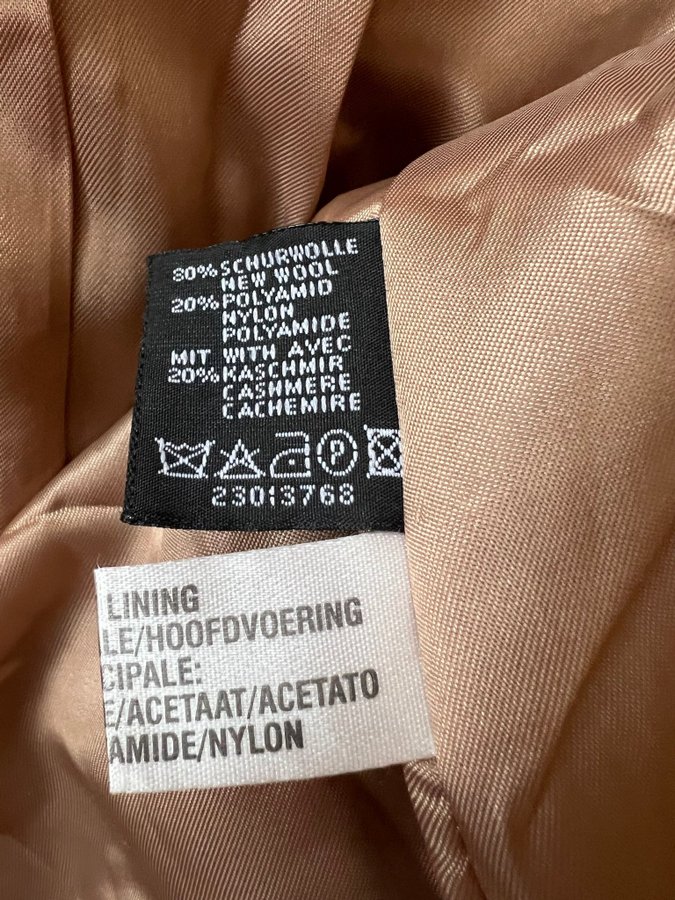 80% SCHURWOLLE
NEW WOOL
20% POLYAMID
NYLON
POLYAMIDE
MIT WITH AVEC
20% KASCHMIR
CASHMERE
CACHEMIRE
P
23013763
LINING
LE/HOOFDVOERING
CIPALE:
E/ACETAAT/ACETATO
AMIDE/NYLON